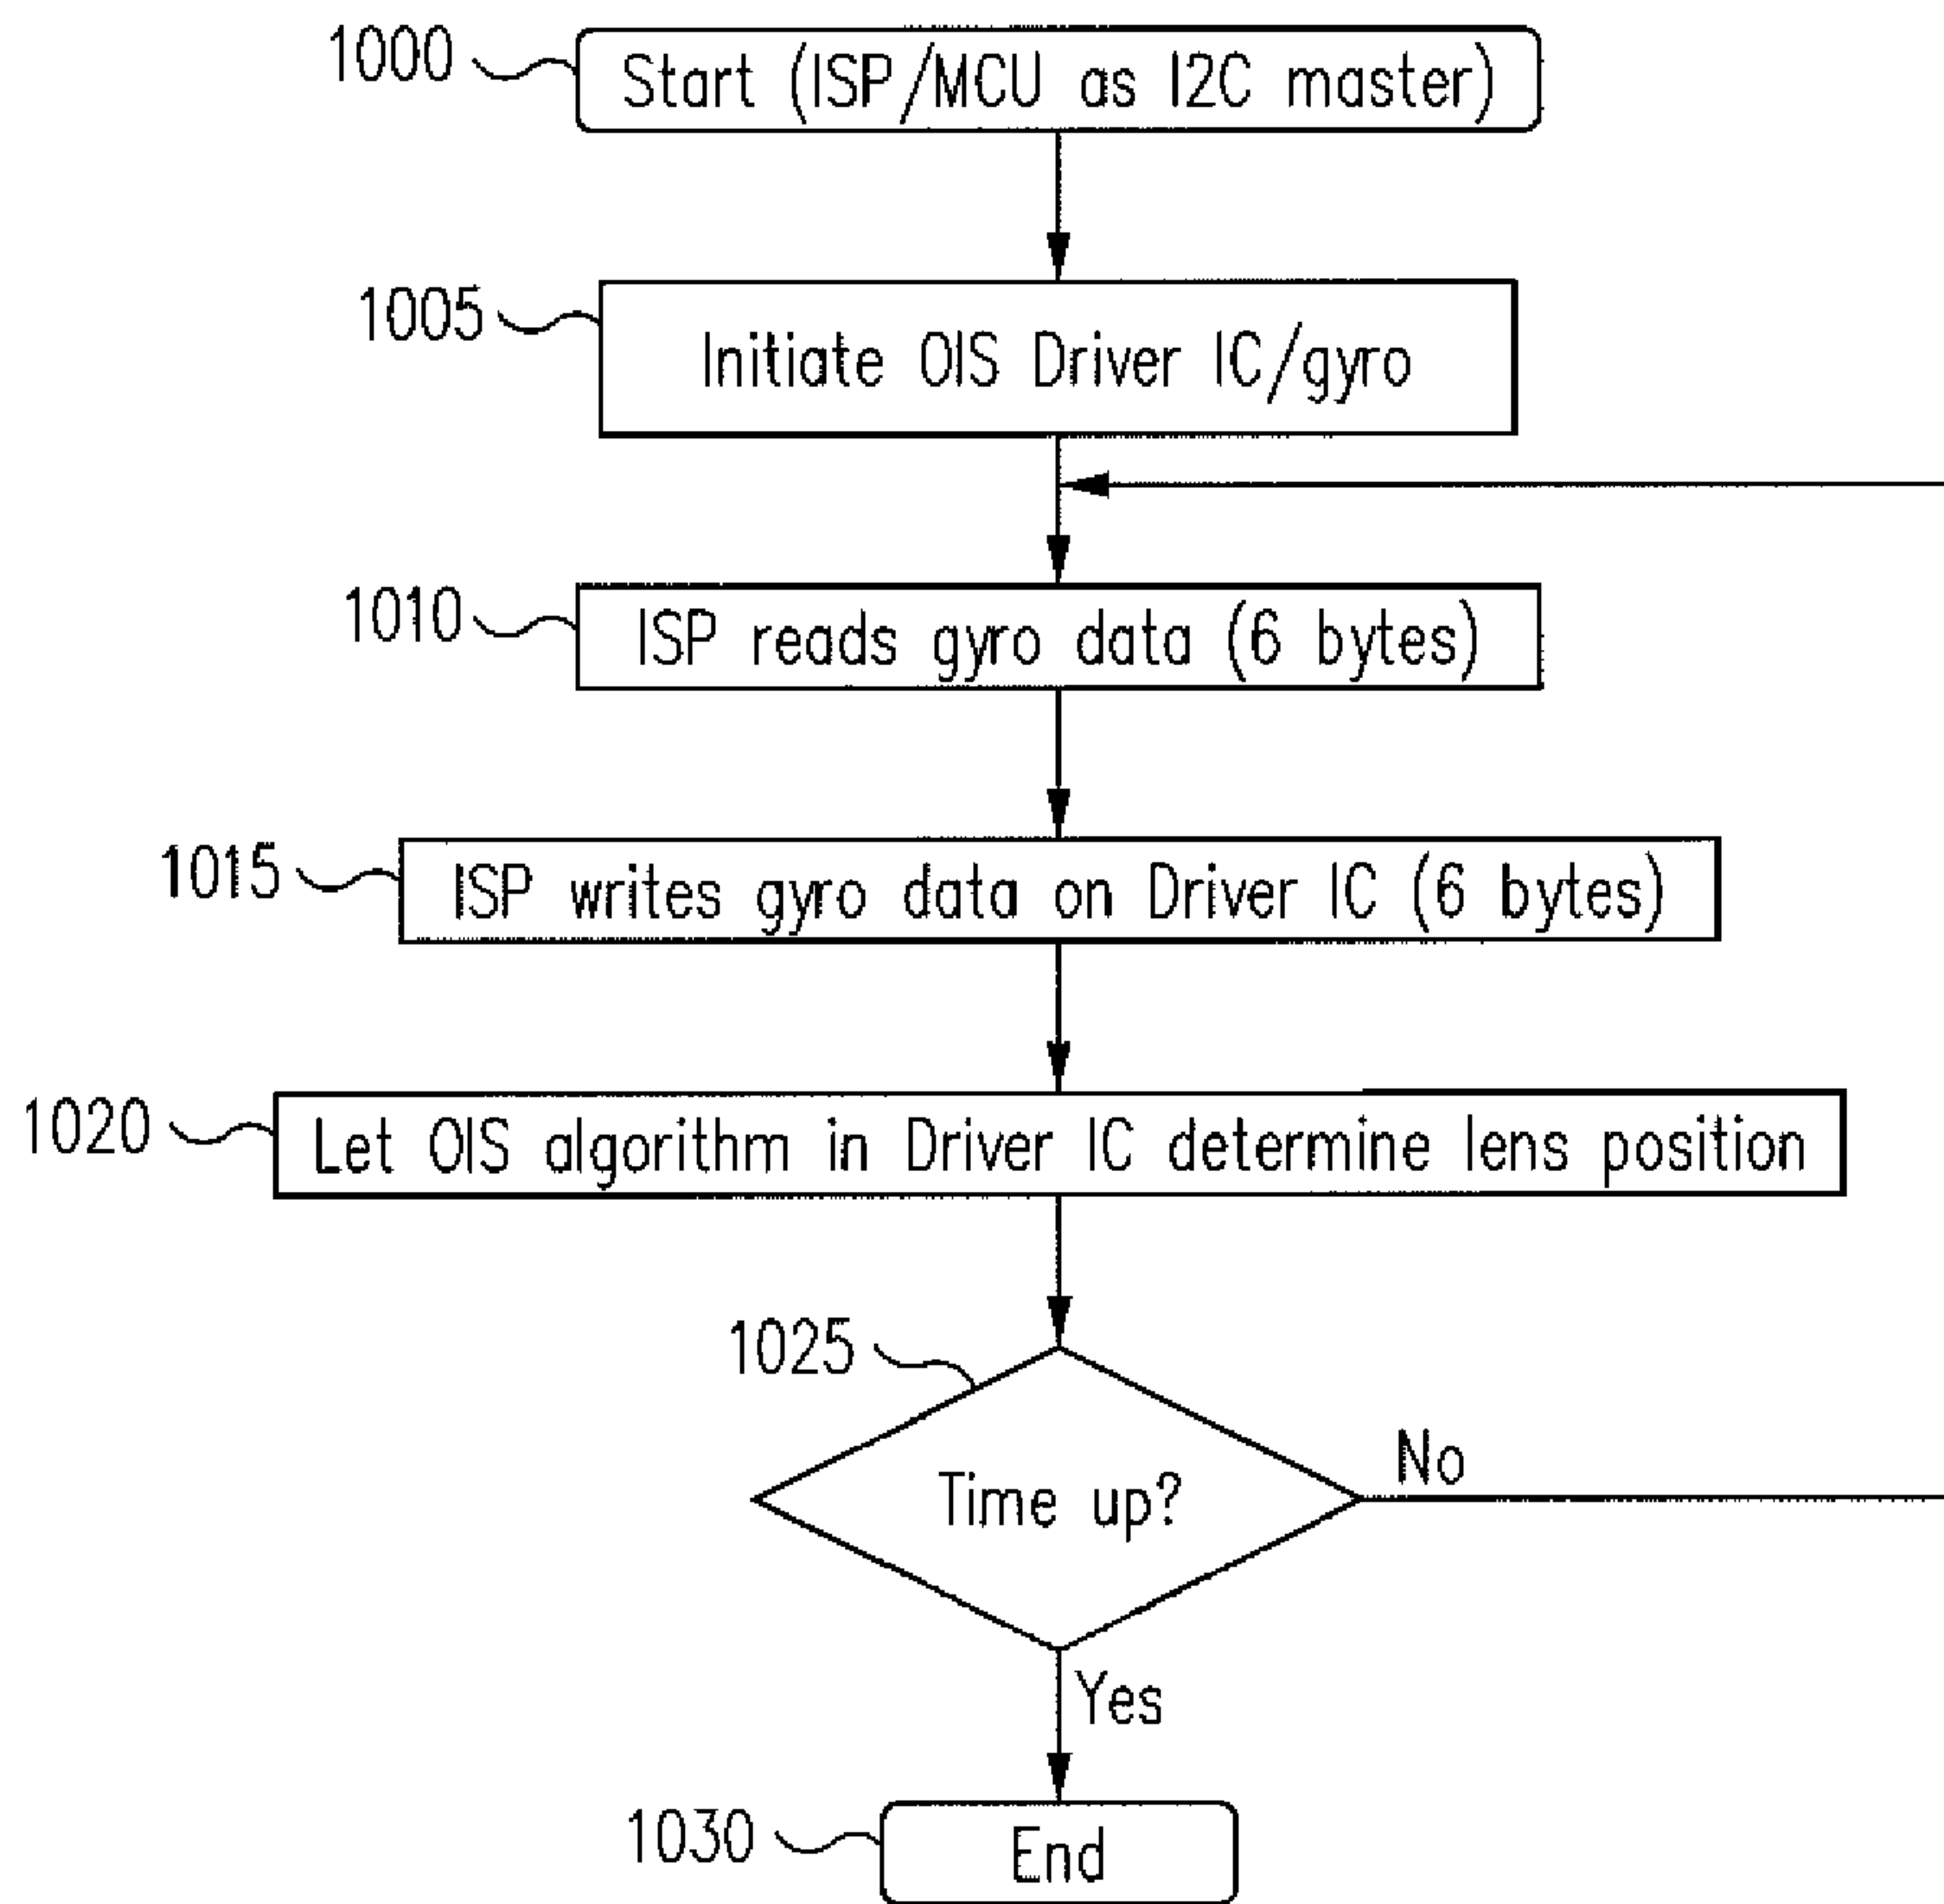 1000
Start (ISP/MCU as I2C master)
1005
Initiate OIS Driver IC/gyro
1010
ISP reads gyro data (6 bytes)
1015
ISP writes gyro data on Driver IC (6 bytes)
1020
Let OIS algorithm in Driver IC determine lens position
1025
Time up?
No
Yes
1030
End